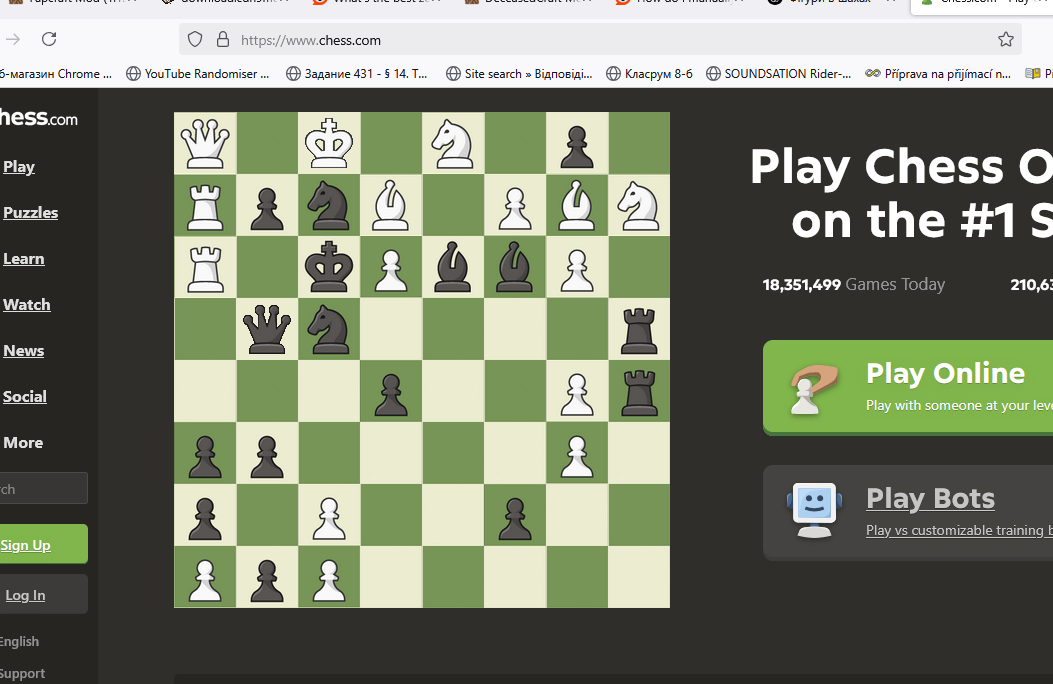 https://www.chess.com
б-магазин Chrome ...
YouTube Randomiser ...
Задание 431 - § 14. Т...
Site search » Відповіді...
Класрум 8-б
SOUNDSATION Rider-...
Příprava na přijímací n...
hess.com
Play
Puzzles
Learn
Watch
News
Social
More
rch
Sign Up
Log In
English
Support
Play Chess O
on the #1 S
18,351,499 Games Today
210,63
Play Online
Play with someone at your leve
Play Bots
Play vs customizable training b